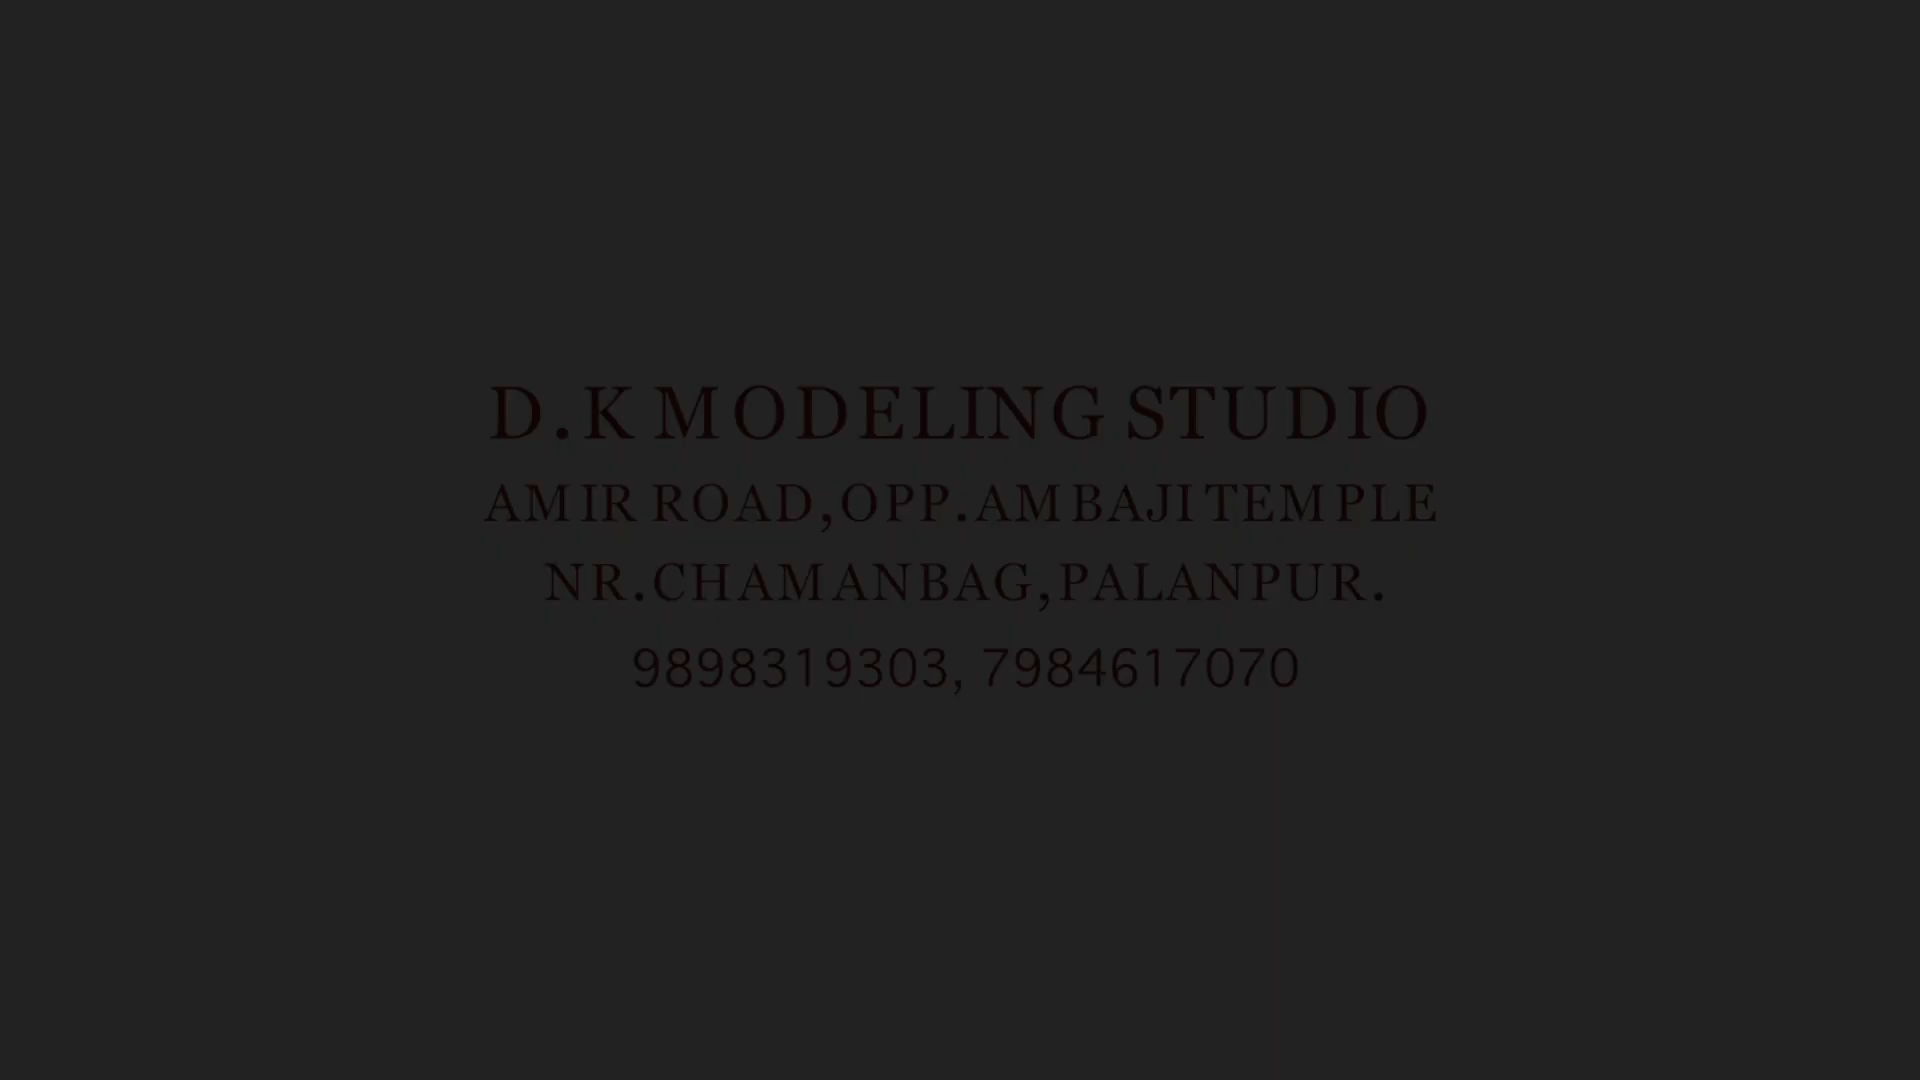 D.K MODELING STUDIO
AMIR ROAD,OPP.AMBAJI TEMPLE
NR.CHAMANBAG,PALANPUR.
9898319303, 7984617070